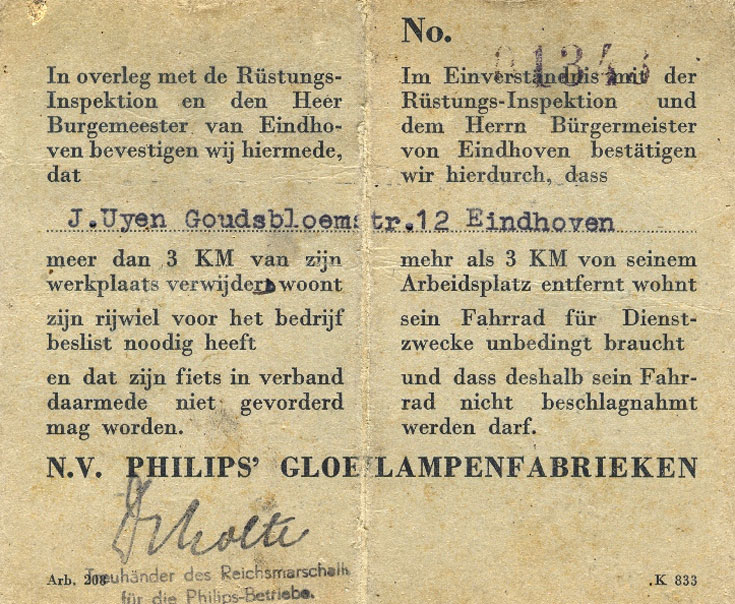 No.
In overleg met de Rüstungs-
Inspektion en den Heer
Burgemeester van Eindho-
ven bevestigen wij hiermede,
dat
Im Einverständnis mit der
Rüstungs-Inspektion und
dem Herrn Bürgermeister
von Eindhoven bestätigen
wir hierdurch, dass
J.Uyen Goudsbloemstr.12 Eindhoven
meer dan 3 KM van zijn
werkplaats verwijderd woont
zijn rijwiel voor het bedrijf
beslist noodig heeft
en dat zijn fiets in verband
daarmede niet gevorderd
mag worden.
mehr als 3 KM von seinem
Arbeidsplatz entfernt wohnt
sein Fahrrad für Dienst-
zwecke unbedingt braucht
und dass deshalb sein Fahr-
rad nicht beschlagnahmt
werden darf.
N.V. PHILIPS' GLOEILAMPENFABRIEKEN
Treuhänder des Reichsmarschalls
für die Philips-Betriebe.
Arb. 208
K 833